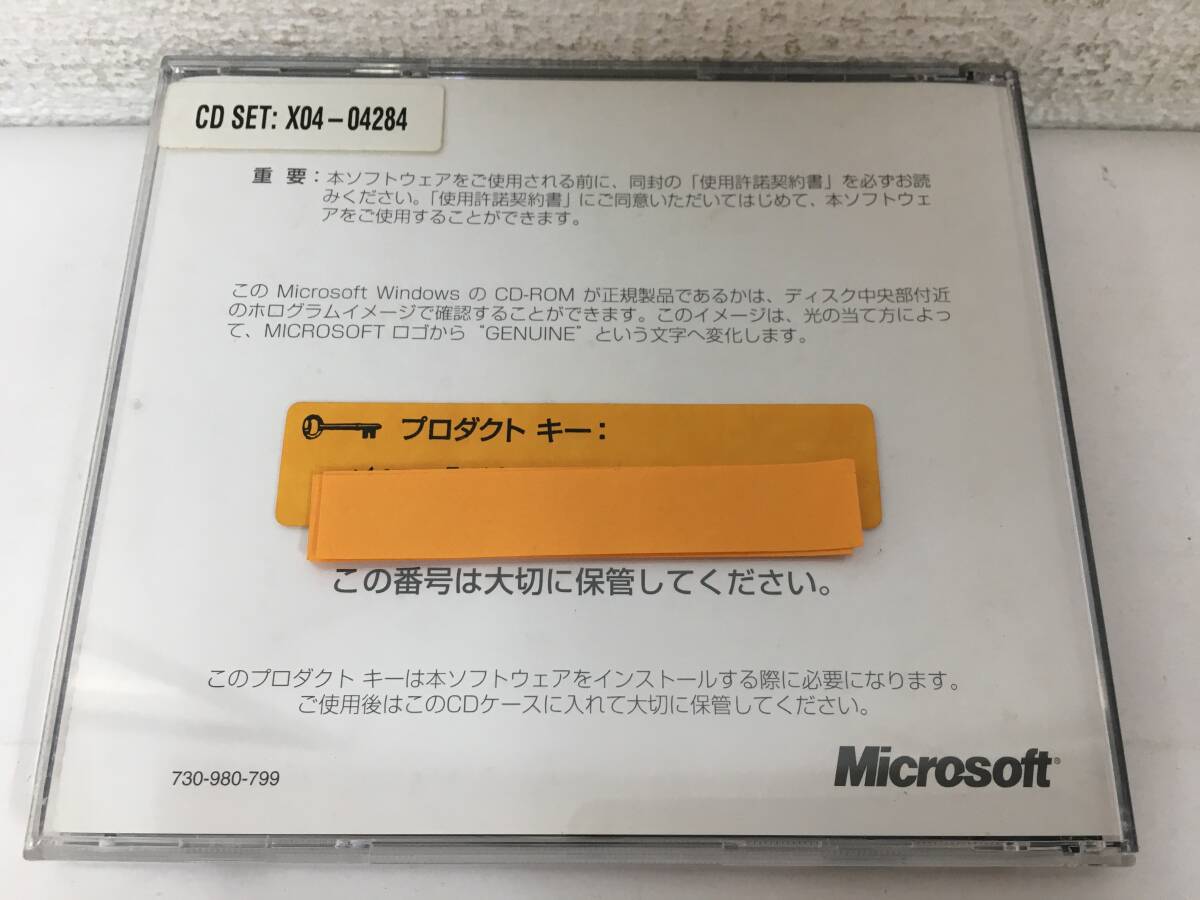 CD SET: X04-04284
重 要：本ソフトウェアをご使用される前に、同封の「使用許諾契約書」を必ずお読
みください。「使用許諾契約書」にご同意いただいてはじめて、本ソフトウェ
アをご使用することができます。
この Microsoft Windows の CD-ROM が正規製品であるかは、ディスク中央部付近
のホログラムイメージで確認することができます。このイメージは、光の当て方によっ
て、MICROSOFT ロゴから “GENUINE” という文字へ変化します。
プロダクト キー：
この番号は大切に保管してください。
このプロダクト キーは本ソフトウェアをインストールする際に必要になります。
ご使用後はこのCDケースに入れて大切に保管してください。
730-980-799
Microsoft®